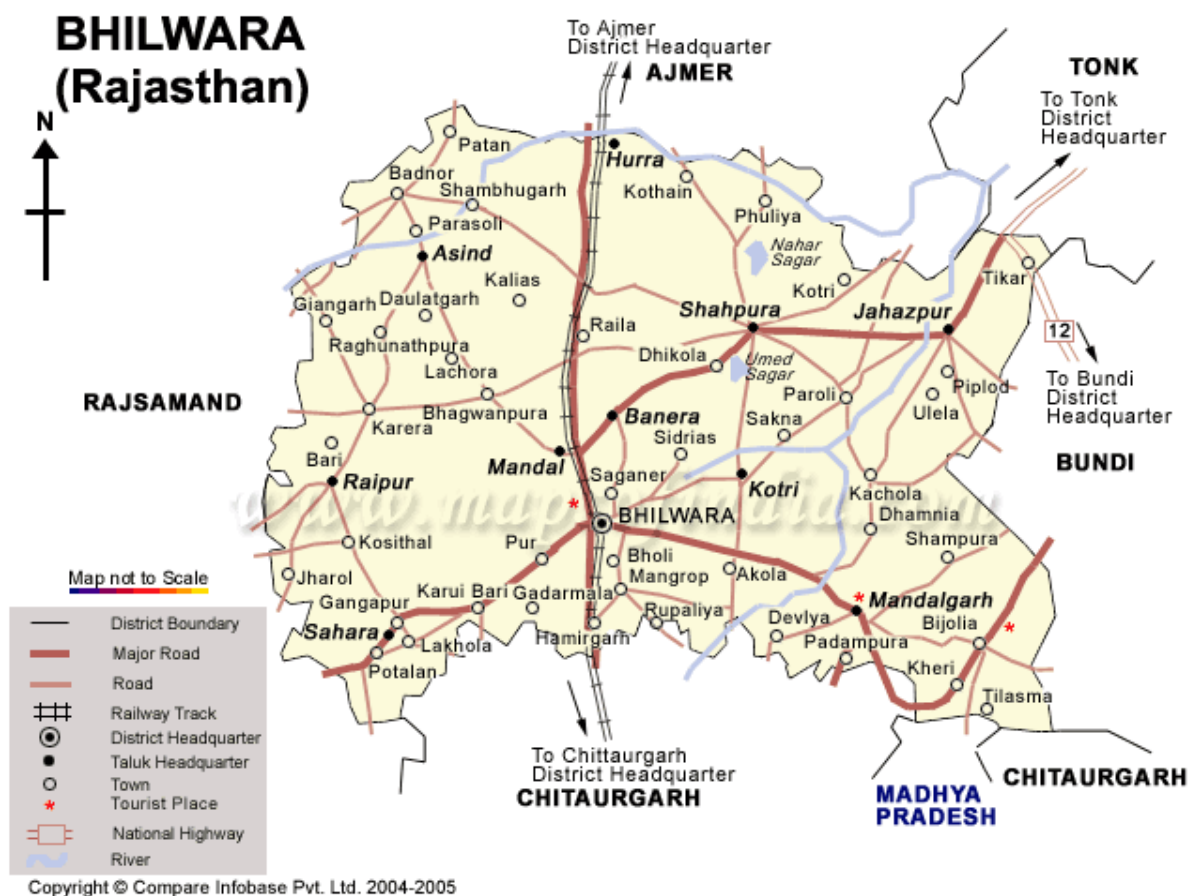 BHILWARA
(Rajasthan)
N
To Ajmer
District Headquarter
AJMER
TONK
To Tonk
District
Headquarter
Patan
Hurra
Badnor
Shambhugarh
Kothain
Phuliya
Parasoli
Asind
Nahar
Sagar
Kalias
Kotri
Tikar
Giangarh
Daulatgarh
Shahpura
Jahazpur
Raila
12
Raghunathpura
Dhikola
Umed
Sagar
Lachora
To Bundi
District
Headquarter
Piplod
Paroli
Ulela
RAJSAMAND
Bhagwanpura
Banera
Karera
Sakna
Sidrias
Bari
Mandal
BUNDI
Raipur
Saganer
Kotri
Kachola
www.mapsofindia.com
BHILWARA
Dhamnia
Kosithal
Pur
Shampura
Bholi
Jharol
Mangrop
Akola
Karui Bari
Gadarmala
Gangapur
Mandalgarh
Rupaliya
Bijolia
Sahara
Hamirgarh
Devlya
Lakhola
Padampura
Potalan
Kheri
Tilasma
Map not to Scale
District Boundary
Major Road
Road
Railway Track
District Headquarter
Taluk Headquarter
Town
Tourist Place
National Highway
River
To Chittaurgarh
District Headquarter
CHITAURGARH
MADHYA
PRADESH
CHITAURGARH
Copyright © Compare Infobase Pvt. Ltd. 2004-2005